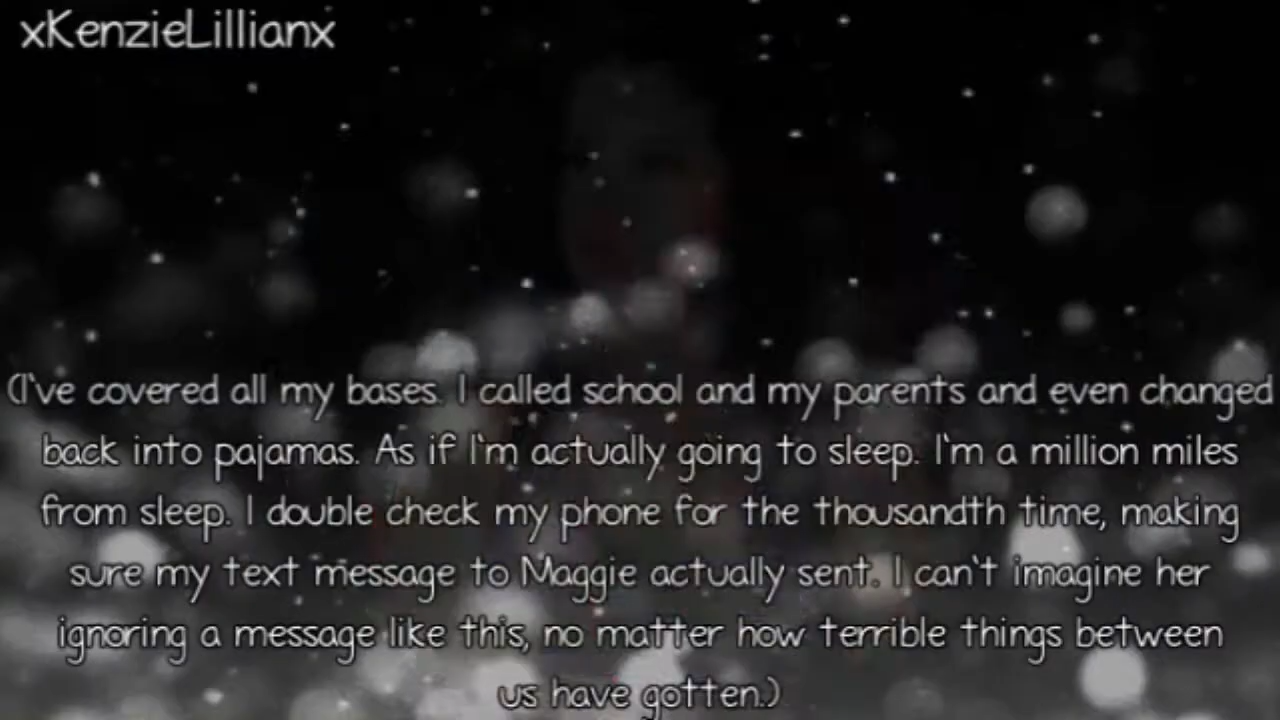 xKenzieLillianx
(I've covered all my bases. I called school and my parents and even changed
back into pajamas. As if I'm actually going to sleep. I'm a million miles
from sleep. I double check my phone for the thousandth time, making
sure my text message to Maggie actually sent. I can't imagine her
ignoring a message like this, no matter how terrible things between
us have gotten.)